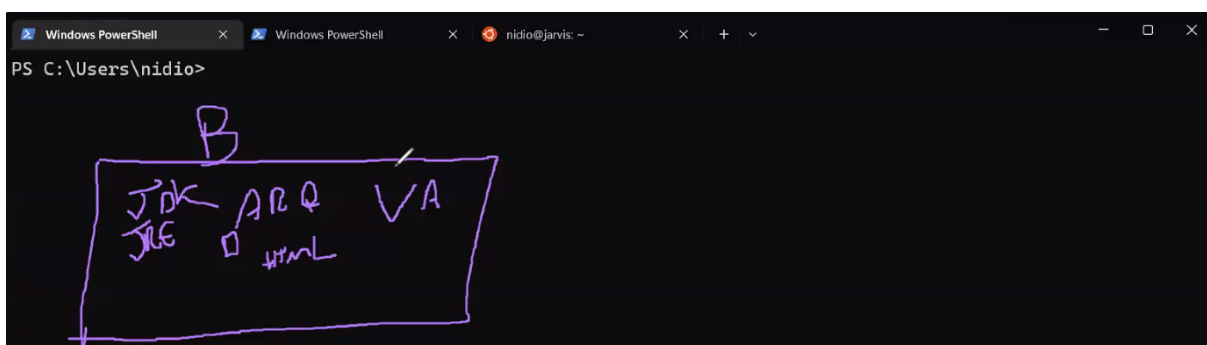 Windows PowerShell Windows PowerShell nidio@jarvis: ~
PS C:\Users\nidio>
B
JDK ARQ VA
JRE HTML